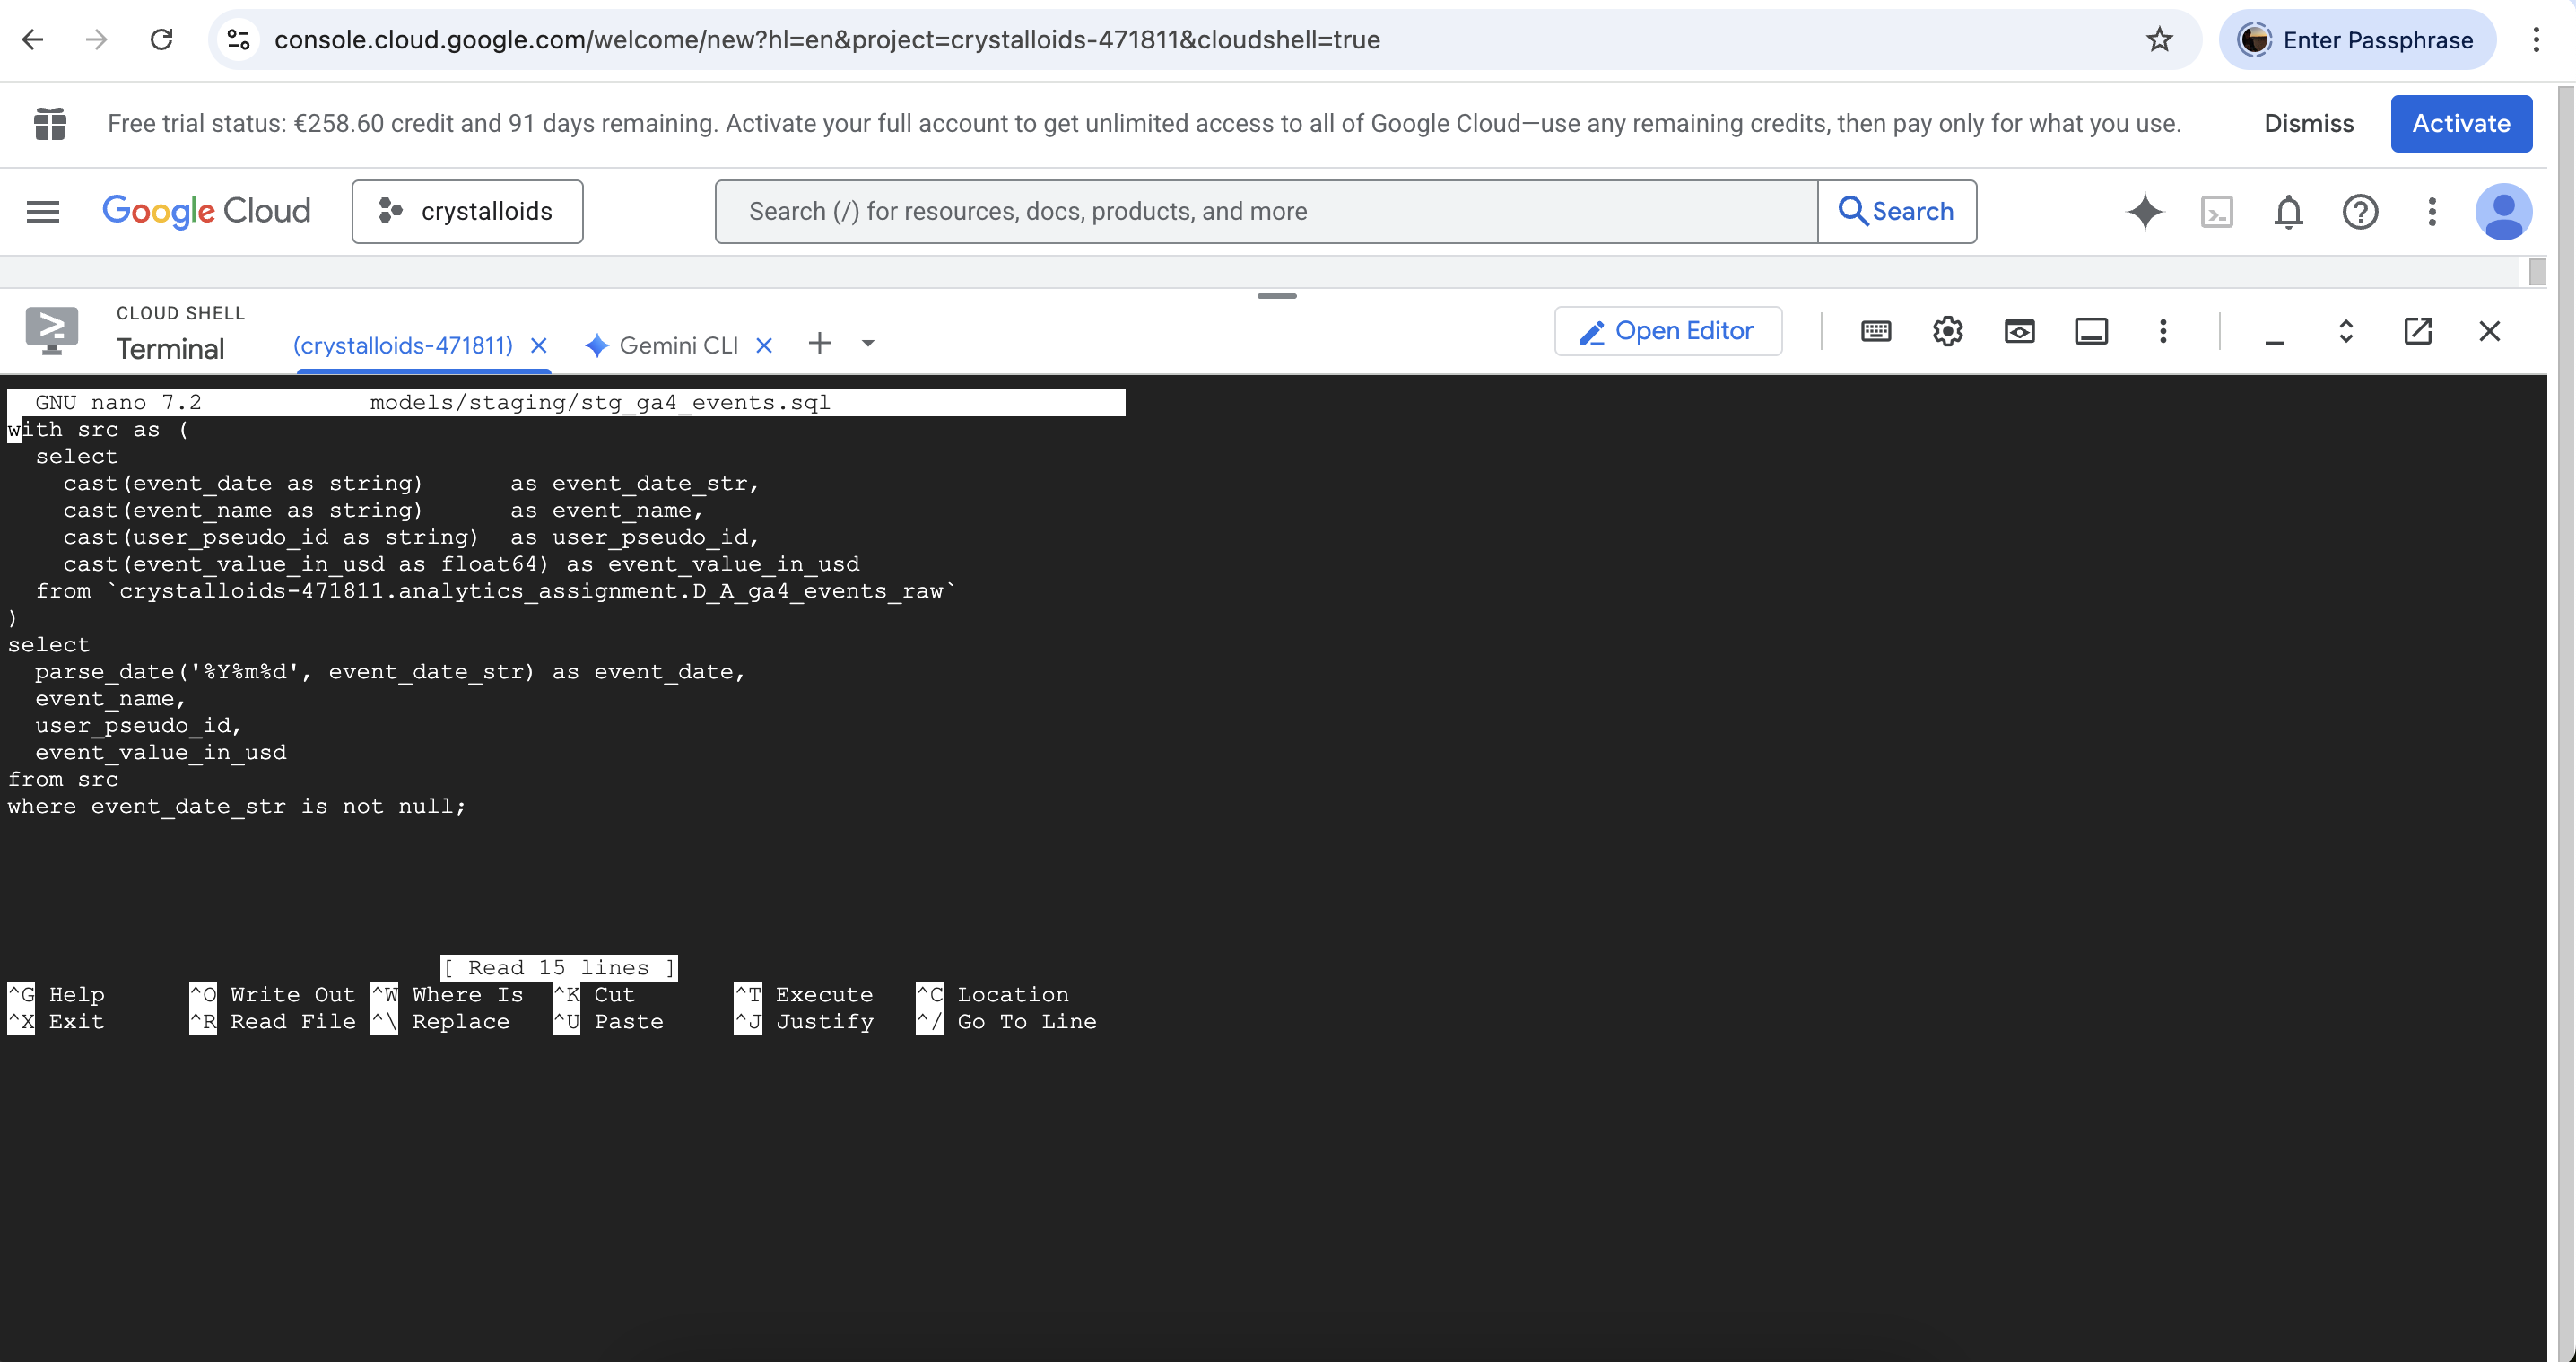 console.cloud.google.com/welcome/new?hl=en&project=crystalloids-471811&cloudshell=true
Enter Passphrase
Free trial status: €258.60 credit and 91 days remaining. Activate your full account to get unlimited access to all of Google Cloud—use any remaining credits, then pay only for what you use.
Dismiss
Activate
Google Cloud
crystalloids
Search (/) for resources, docs, products, and more
Search
CLOUD SHELL
Terminal
(crystalloids-471811)
Gemini CLI
Open Editor
GNU nano 7.2 models/staging/stg_ga4_events.sql
with src as (
select
cast(event_date as string) as event_date_str,
cast(event_name as string) as event_name,
cast(user_pseudo_id as string) as user_pseudo_id,
cast(event_value_in_usd as float64) as event_value_in_usd
from `crystalloids-471811.analytics_assignment.D_A_ga4_events_raw`
)
select
parse_date('%Y%m%d', event_date_str) as event_date,
event_name,
user_pseudo_id,
event_value_in_usd
from src
where event_date_str is not null;
[ Read 15 lines ]
^G Help ^O Write Out ^W Where Is ^K Cut ^T Execute ^C Location
^X Exit ^R Read File ^\ Replace ^U Paste ^J Justify ^/ Go To Line